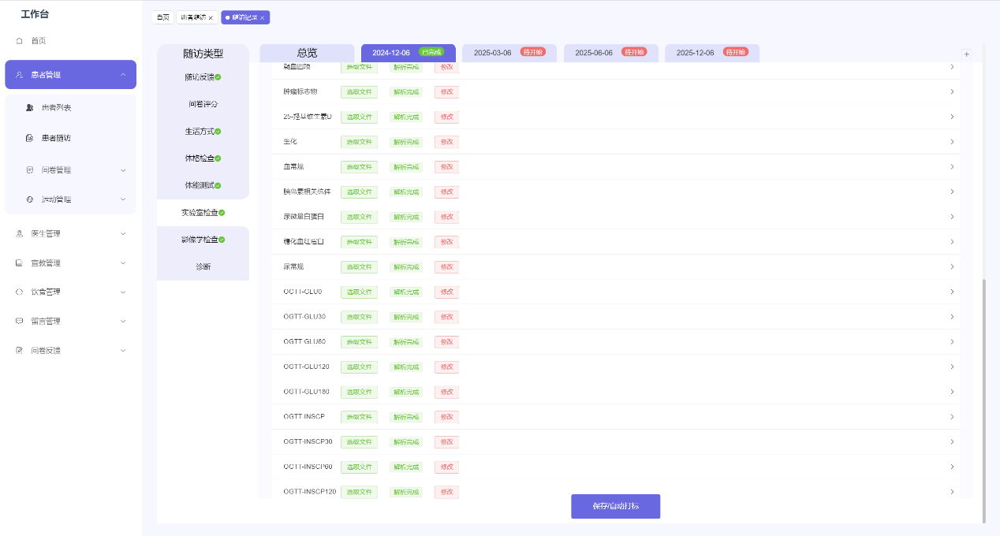 工作台
首页
患者管理
患者列表
患者随访
问卷管理
运动管理
医生管理
宣教管理
饮食管理
留言管理
问卷反馈
首页 患者随访 × 随访记录 ×
随访类型
随访反馈
问卷评分
生活方式
体格检查
体能测试
实验室检查
影像学检查
诊断
总览 2024-12-06 已完成 2025-03-06 待开始 2025-06-06 待开始 2025-12-06 待开始 +
凝血四项 选取文件 解析完成 修改
肿瘤标志物 选取文件 解析完成 修改
25-羟基维生素D 选取文件 解析完成 修改
生化 选取文件 解析完成 修改
血常规 选取文件 解析完成 修改
胰岛素相关抗体 选取文件 解析完成 修改
尿微量白蛋白 选取文件 解析完成 修改
糖化血红蛋白 选取文件 解析完成 修改
尿常规 选取文件 解析完成 修改
OGTT-GLU0 选取文件 解析完成 修改
OGTT-GLU30 选取文件 解析完成 修改
OGTT-GLU60 选取文件 解析完成 修改
OGTT-GLU120 选取文件 解析完成 修改
OGTT-GLU180 选取文件 解析完成 修改
OGTT-INSCP 选取文件 解析完成 修改
OGTT-INSCP30 选取文件 解析完成 修改
OGTT-INSCP60 选取文件 解析完成 修改
OGTT-INSCP120 选取文件 解析完成 修改
保存/自动打标